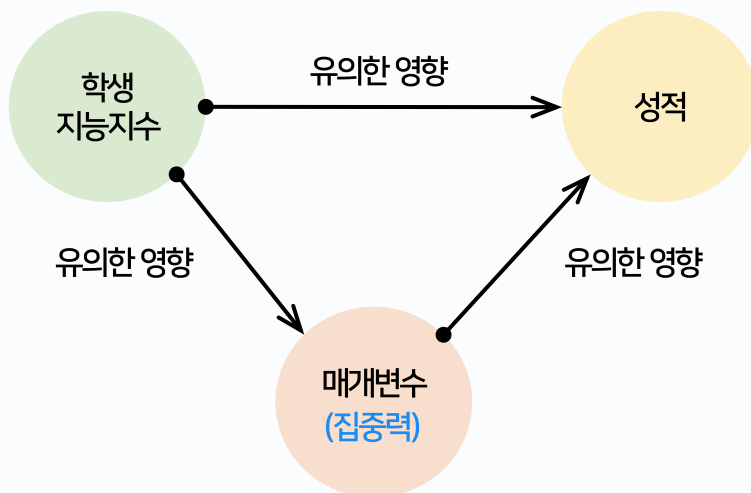 유의한 영향
학생
지능지수
성적
유의한 영향
유의한 영향
매개변수
(집중력)